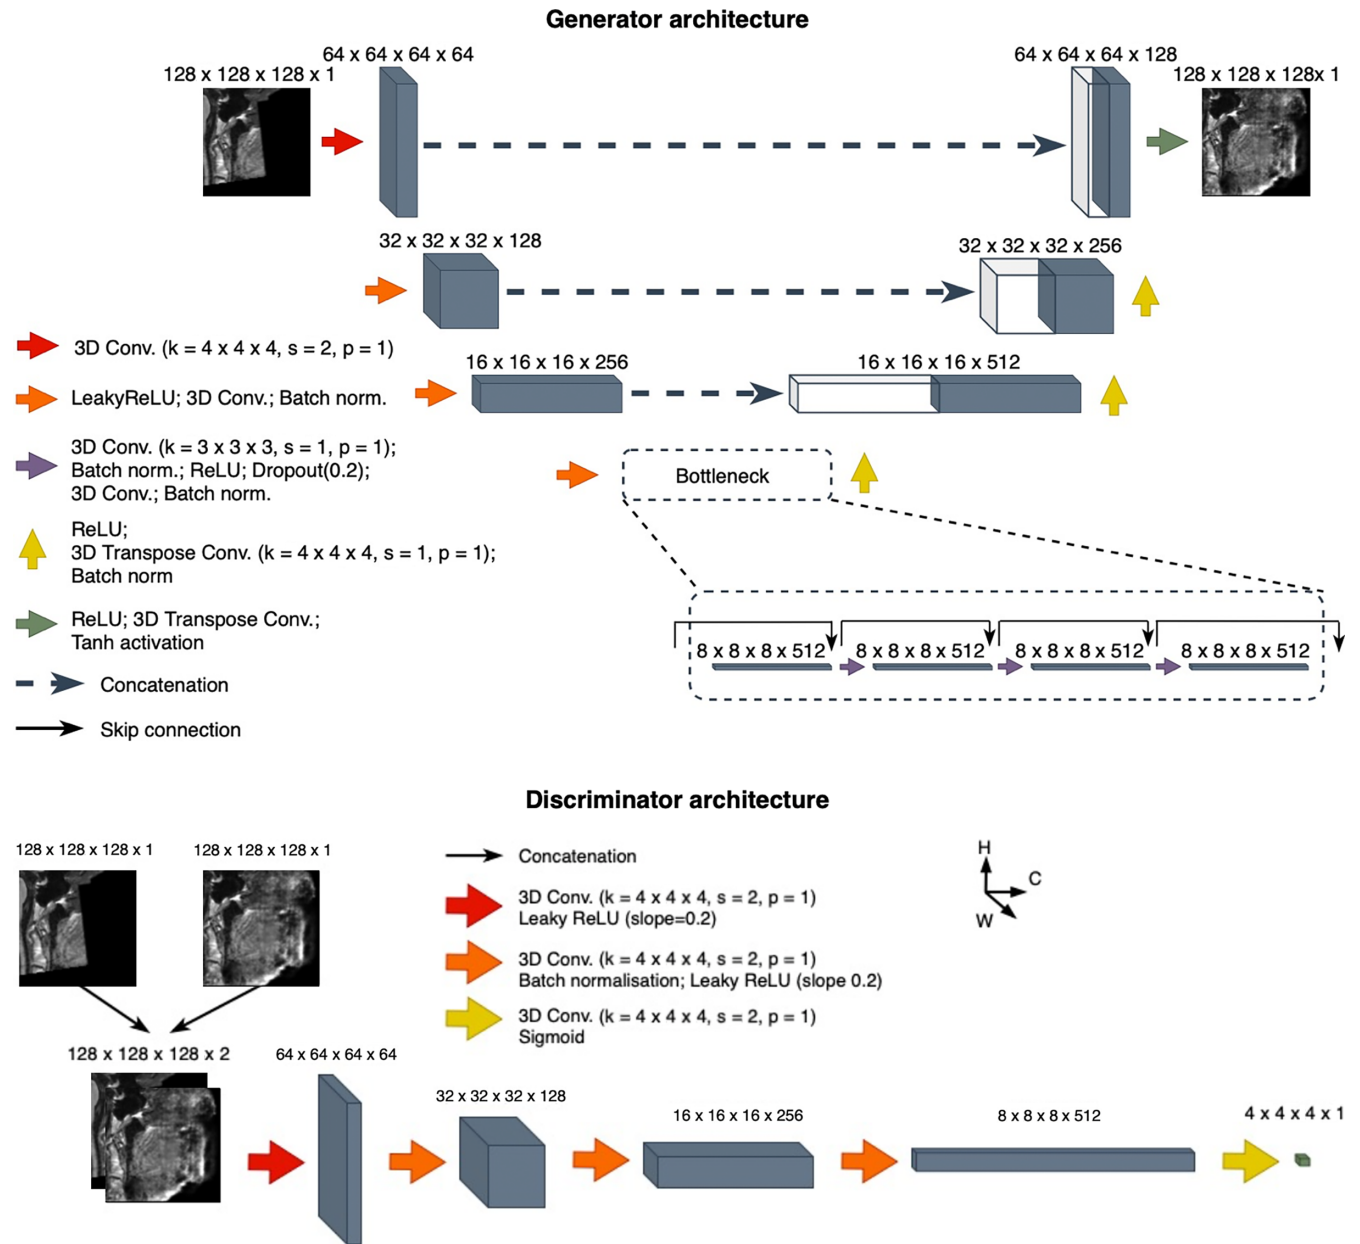 Generator architecture
64 x 64 x 64 x 64
64 x 64 x 64 x 128
128 x 128 x 128 x 1
128 x 128 x 128x 1
32 x 32 x 32 x 128
32 x 32 x 32 x 256
3D Conv. (k = 4 x 4 x 4, s = 2, p = 1)
16 x 16 x 16 x 256
16 x 16 x 16 x 512
LeakyReLU; 3D Conv.; Batch norm.
3D Conv. (k = 3 x 3 x 3, s = 1, p = 1);
Batch norm.; ReLU; Dropout(0.2);
3D Conv.; Batch norm.
Bottleneck
ReLU;
3D Transpose Conv. (k = 4 x 4 x 4, s = 1, p = 1);
Batch norm
ReLU; 3D Transpose Conv.;
Tanh activation
8 x 8 x 8 x 512
8 x 8 x 8 x 512
8 x 8 x 8 x 512
8 x 8 x 8 x 512
Concatenation
Skip connection
Discriminator architecture
128 x 128 x 128 x 1
128 x 128 x 128 x 1
Concatenation
H
C
W
3D Conv. (k = 4 x 4 x 4, s = 2, p = 1)
Leaky ReLU (slope=0.2)
3D Conv. (k = 4 x 4 x 4, s = 2, p = 1)
Batch normalisation; Leaky ReLU (slope 0.2)
3D Conv. (k = 4 x 4 x 4, s = 2, p = 1)
Sigmoid
128 x 128 x 128 x 2
64 x 64 x 64 x 64
32 x 32 x 32 x 128
16 x 16 x 16 x 256
8 x 8 x 8 x 512
4 x 4 x 4 x 1